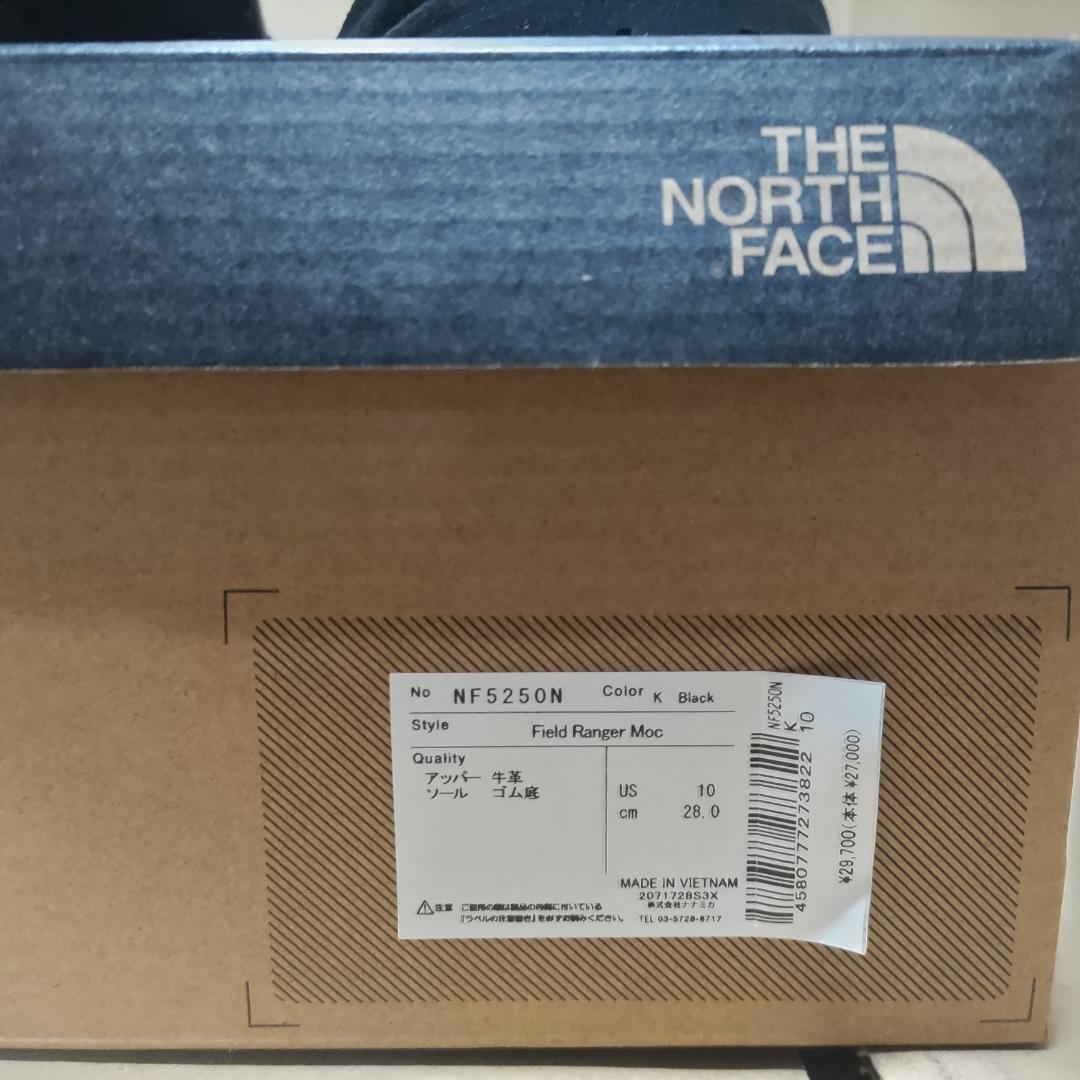 THE
NORTH
FACE
No NF5250N Color K Black
Style Field Ranger Moc
Quality
アッパー 牛革
ソール ゴム底
US 10
cm 28.0
MADE IN VIETNAM
2071728S3X
株式会社ナナミカ
TEL 03-5728-6717
注意 ご使用の際は製品の内側に付いている
『ラベルの注意書き』を必ずお読みください。
NF5250N
K 10
4580777273822
¥29,700(本体 ¥27,000)